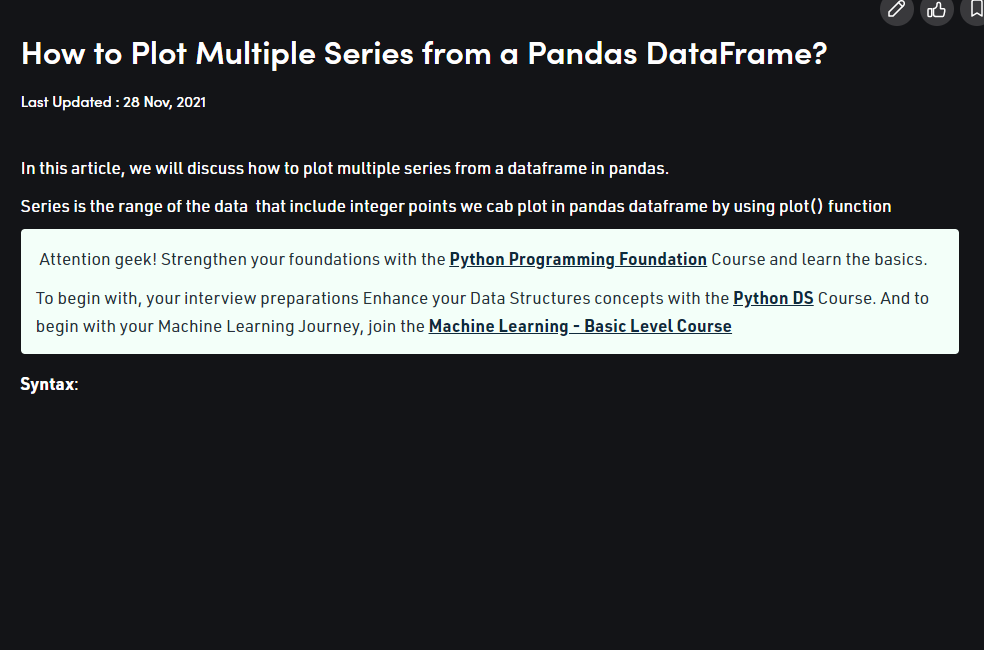 How to Plot Multiple Series from a Pandas DataFrame?
Last Updated : 28 Nov, 2021
In this article, we will discuss how to plot multiple series from a dataframe in pandas.
Series is the range of the data  that include integer points we cab plot in pandas dataframe by using plot() function
Attention geek! Strengthen your foundations with the Python Programming Foundation Course and learn the basics.
To begin with, your interview preparations Enhance your Data Structures concepts with the Python DS Course. And to
begin with your Machine Learning Journey, join the Machine Learning - Basic Level Course
Syntax: